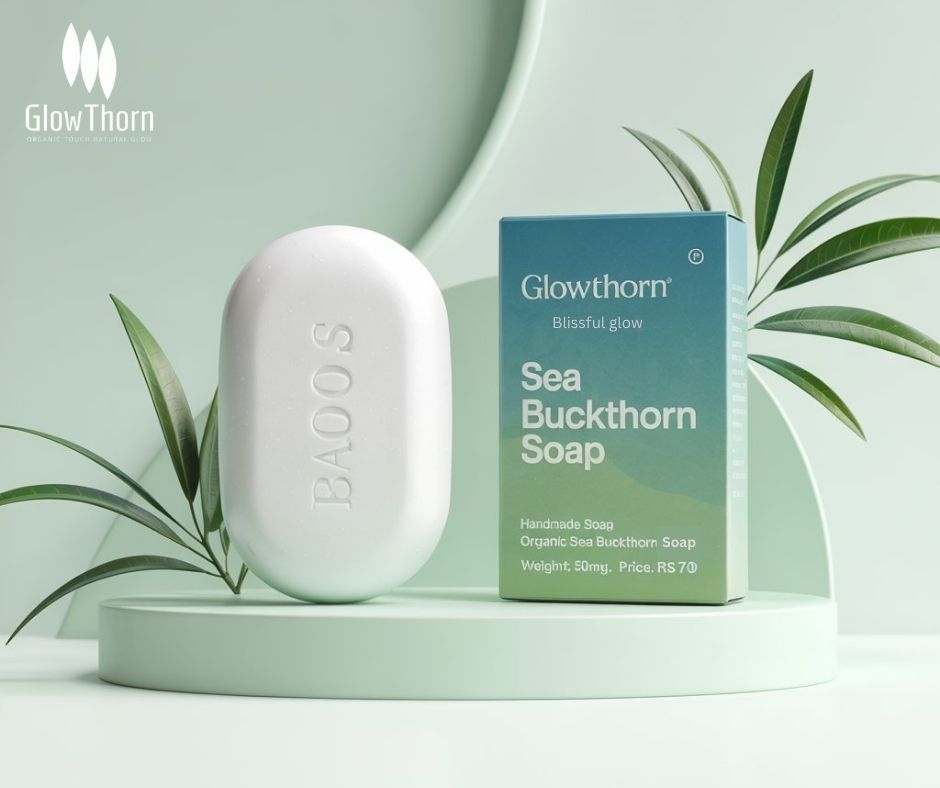 GlowThorn
ORGANIC TOUCH NATURAL GLOW
BAOOS
Glowthorn®
Blissful glow
Sea
Buckthorn
Soap
Handmade Soap
Organic Sea Buckthorn Soap
Weight: 50mg. Price. RS 70